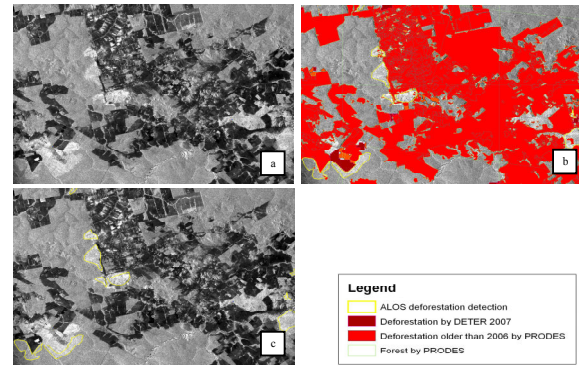 a
b
c
Legend
ALOS deforestation detection
Deforestation by DETER 2007
Deforestation older than 2006 by PRODES
Forest by PRODES